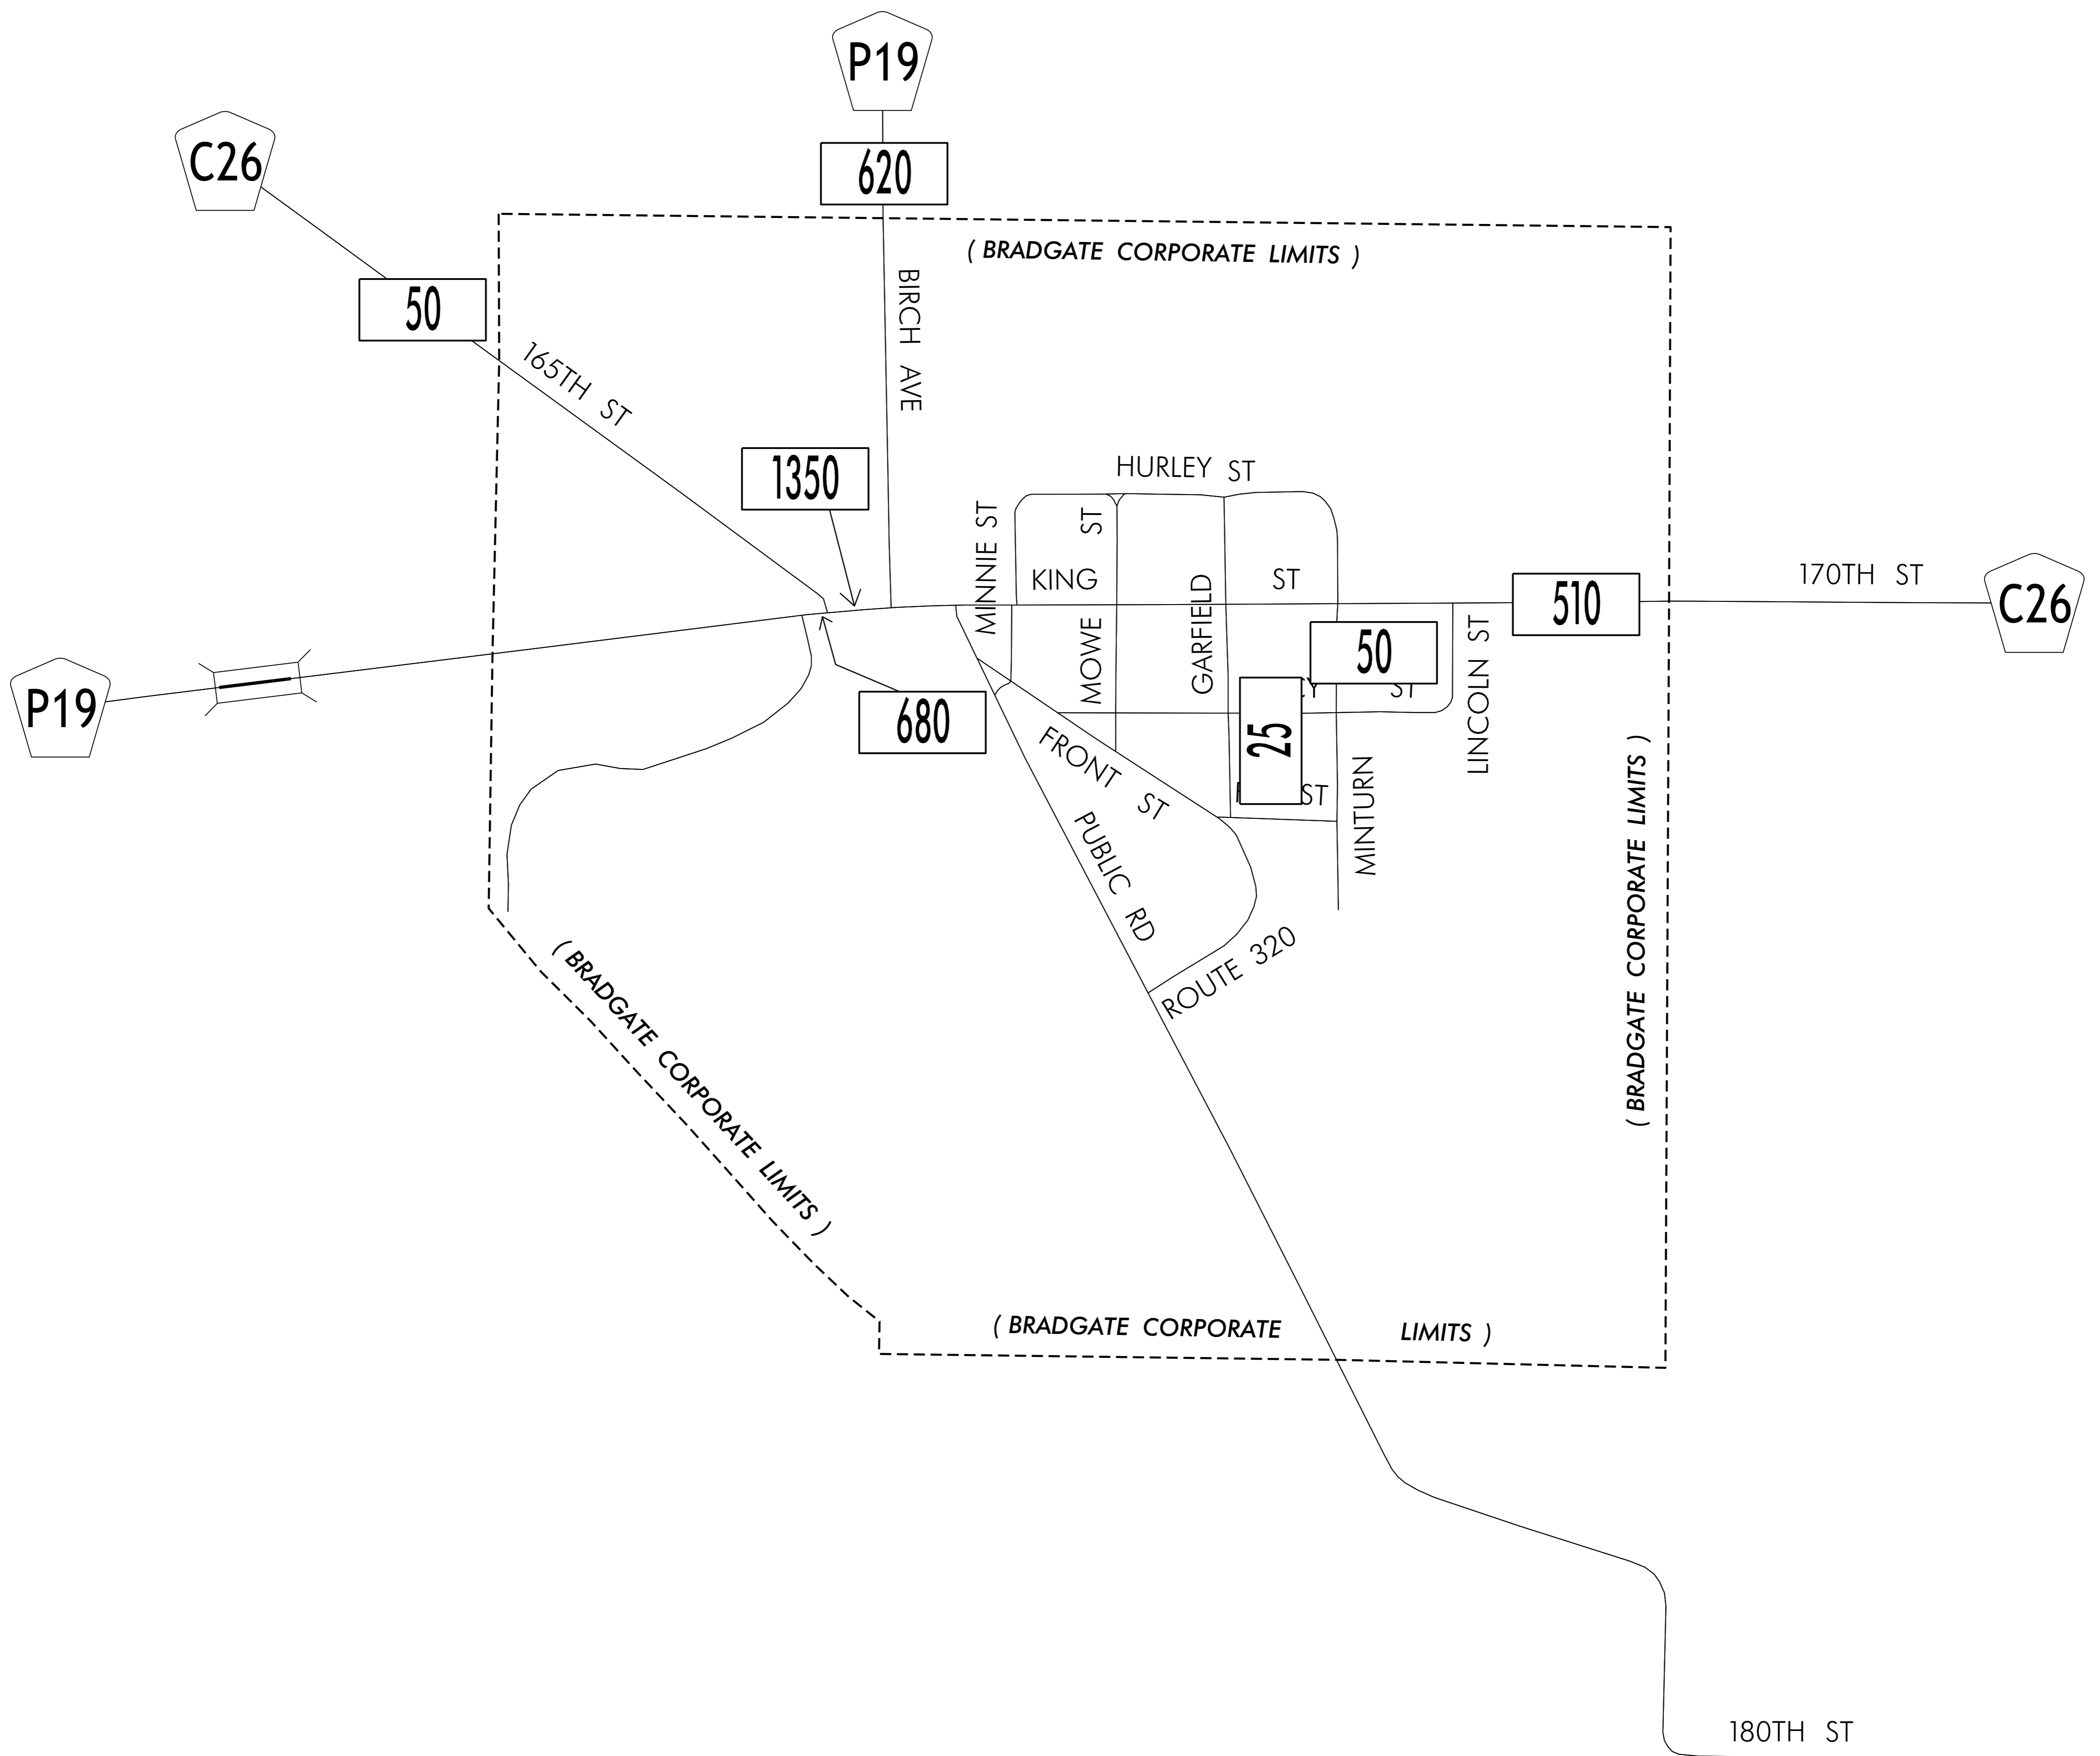 P19
C26
620
( BRADGATE CORPORATE LIMITS )
BIRCH AVE
50
165TH ST
1350
HURLEY ST
MINNIE ST
ST
KING ST
170TH ST
510
C26
MOWE
GARFIELD
50
ST
LINCOLN ST
P19
680
25
FRONT ST
ST
MINTURN
PUBLIC RD
ROUTE 320
( BRADGATE CORPORATE LIMITS )
( BRADGATE CORPORATE LIMITS )
( BRADGATE CORPORATE LIMITS )
180TH ST